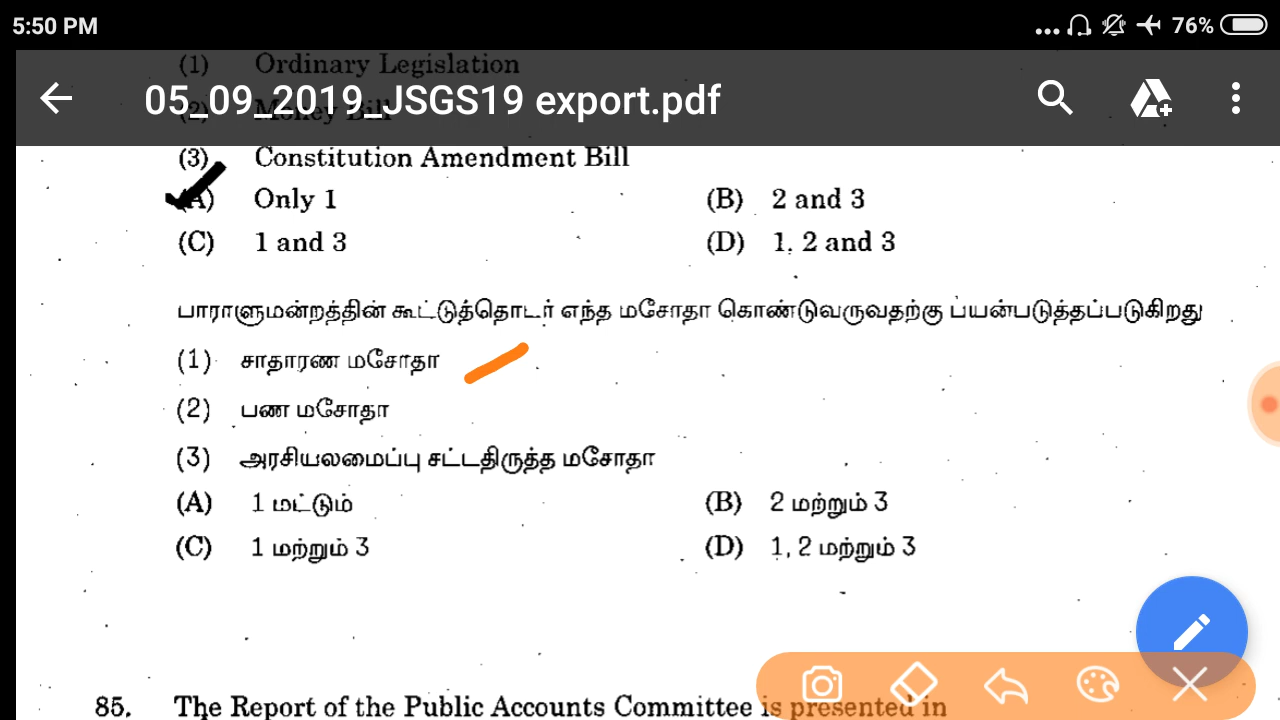 5:50 PM
76%
(1) Ordinary Legislation
05_09_2019_JSGS19 export.pdf
(2) Money Bill
(3) Constitution Amendment Bill
(A) Only 1 (B) 2 and 3
(C) 1 and 3 (D) 1, 2 and 3
பாராளுமன்றத்தின் கூட்டுத்தொடர் எந்த மசோதா கொண்டுவருவதற்கு பயன்படுத்தப்படுகிறது
(1) சாதாரண மசோதா
(2) பண மசோதா
(3) அரசியலமைப்பு சட்டதிருத்த மசோதா
(A) 1 மட்டும் (B) 2 மற்றும் 3
(C) 1 மற்றும் 3 (D) 1, 2 மற்றும் 3
85. The Report of the Public Accounts Committee is presented in